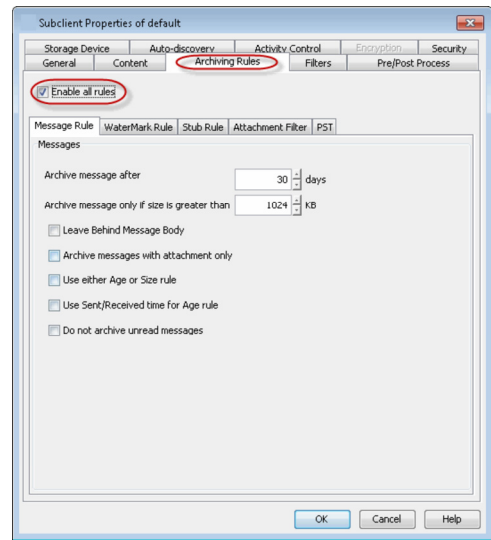 Subclient Properties of default
Storage Device Auto-discovery Activity Control Encryption Security
General Content Archiving Rules Filters Pre/Post Process
Enable all rules
Message Rule WaterMark Rule Stub Rule Attachment Filter PST
Messages
Archive message after 30 days
Archive message only if size is greater than 1024 KB
Leave Behind Message Body
Archive messages with attachment only
Use either Age or Size rule
Use Sent/Received time for Age rule
Do not archive unread messages
OK Cancel Help